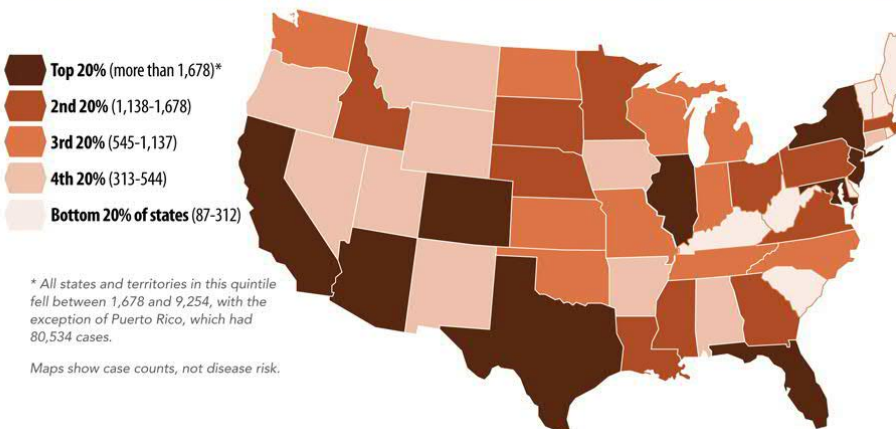 Top 20% (more than 1,678)*
2nd 20% (1,138-1,678)
3rd 20% (545-1,137)
4th 20% (313-544)
Bottom 20% of states (87-312)
* All states and territories in this quintile
fell between 1,678 and 9,254, with the
exception of Puerto Rico, which had
80,534 cases.
Maps show case counts, not disease risk.